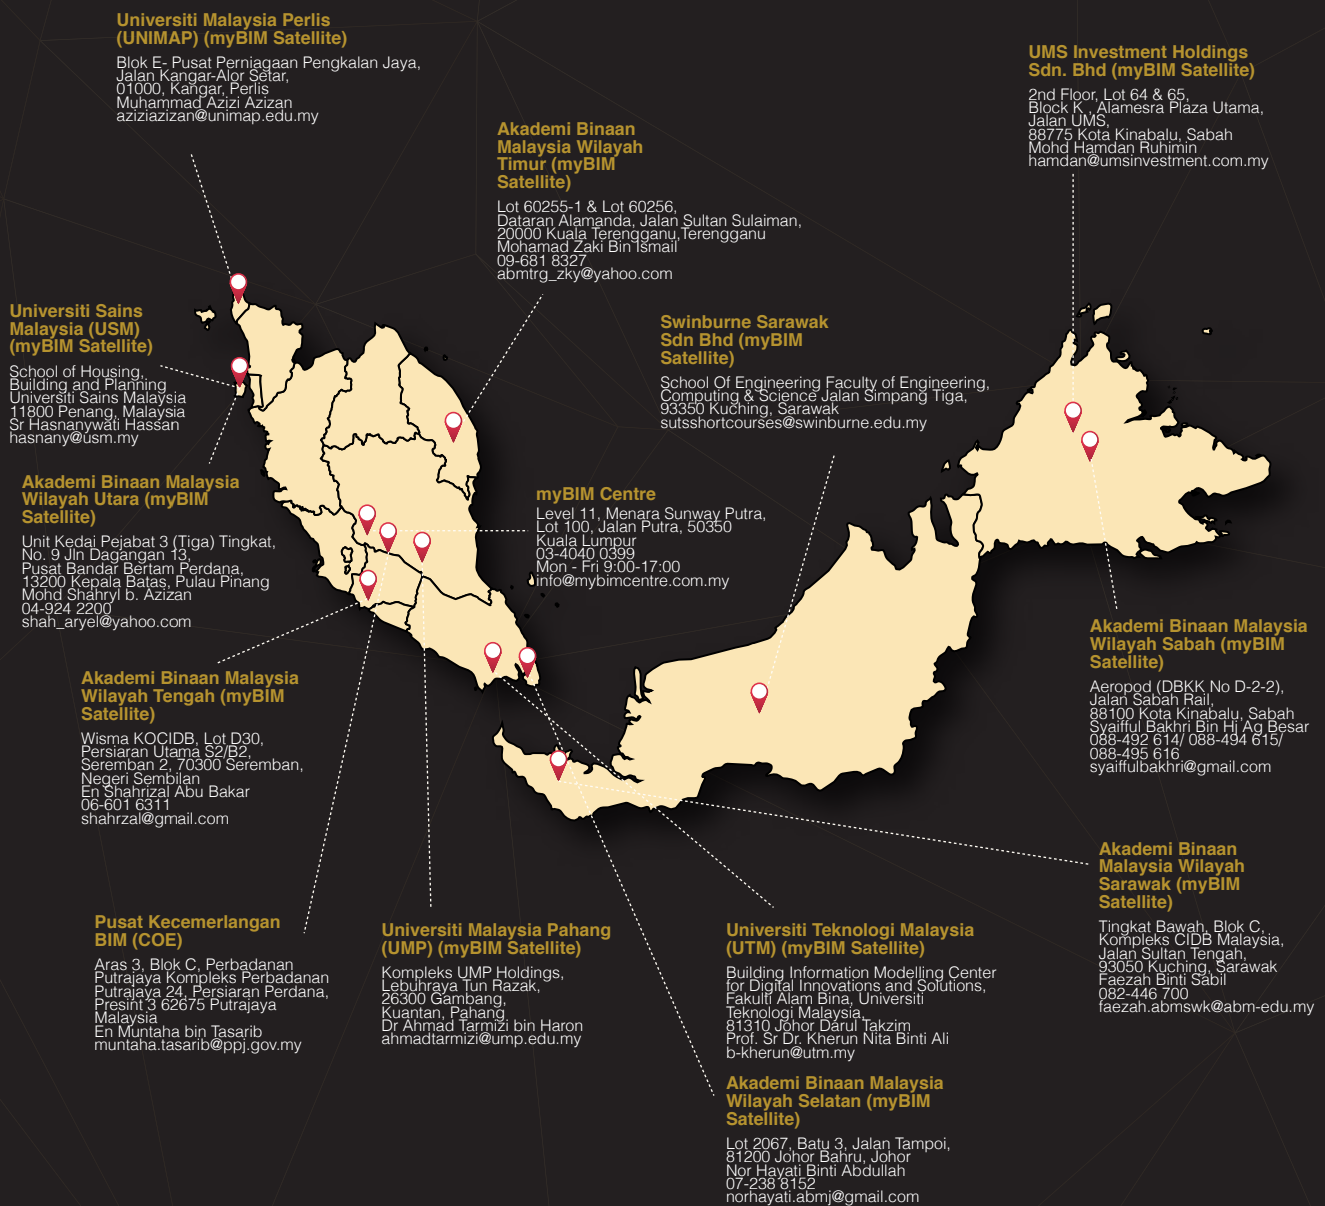 Universiti Malaysia Perlis
(UNIMAP) (myBIM Satellite)
Blok E- Pusat Perniagaan Pengkalan Jaya,
Jalan Kangar-Alor Setar,
01000, Kangar, Perlis
Muhammad Azizi Azizan
aziziazizan@unimap.edu.my
UMS Investment Holdings
Sdn. Bhd (myBIM Satellite)
2nd Floor, Lot 64 & 65,
Block K , Alamesra Plaza Utama,
Jalan UMS,
88775 Kota Kinabalu, Sabah
Mohd Hamdan Ruhimin
hamdan@umsinvestment.com.my
Akademi Binaan
Malaysia Wilayah
Timur (myBIM
Satellite)
Lot 60255-1 & Lot 60256,
Dataran Alamanda, Jalan Sultan Sulaiman,
20000 Kuala Terengganu,Terengganu
Mohamad Zaki Bin Ismail
09-681 8327
abmtrg_zky@yahoo.com
Universiti Sains
Malaysia (USM)
(myBIM Satellite)
School of Housing,
Building and Planning
Universiti Sains Malaysia
11800 Penang, Malaysia
Sr Hasnanywati Hassan
hasnany@usm.my
Swinburne Sarawak
Sdn Bhd (myBIM
Satellite)
School Of Engineering Faculty of Engineering,
Computing & Science Jalan Simpang Tiga,
93350 Kuching, Sarawak
sutsshortcourses@swinburne.edu.my
Akademi Binaan Malaysia
Wilayah Utara (myBIM
Satellite)
Unit Kedai Pejabat 3 (Tiga) Tingkat,
No. 9 Jln Dagangan 13,
Pusat Bandar Bertam Perdana,
13200 Kepala Batas, Pulau Pinang
Mohd Shahryl b. Azizan
04-924 2200
shah_aryel@yahoo.com
myBIM Centre
Level 11, Menara Sunway Putra,
Lot 100, Jalan Putra, 50350
Kuala Lumpur
03-4040 0399
Mon - Fri 9:00-17:00
info@mybimcentre.com.my
Akademi Binaan Malaysia
Wilayah Sabah (myBIM
Satellite)
Aeropod (DBKK No D-2-2),
Jalan Sabah Rail,
88100 Kota Kinabalu, Sabah
Syaifful Bakhri Bin Hj Ag Besar
088-492 614/ 088-494 615/
088-495 616
syaiffulbakhri@gmail.com
Akademi Binaan Malaysia
Wilayah Tengah (myBIM
Satellite)
Wisma KOCIDB, Lot D30,
Persiaran Utama S2/B2,
Seremban 2, 70300 Seremban,
Negeri Sembilan
En Shahrizal Abu Bakar
06-601 6311
shahrzal@gmail.com
Akademi Binaan
Malaysia Wilayah
Sarawak (myBIM
Satellite)
Tingkat Bawah, Blok C,
Kompleks CIDB Malaysia,
Jalan Sultan Tengah,
93050 Kuching, Sarawak
Faezah Binti Sabil
082-446 700
faezah.abmswk@abm-edu.my
Pusat Kecemerlangan
BIM (COE)
Aras 3, Blok C, Perbadanan
Putrajaya Kompleks Perbadanan
Putrajaya 24, Persiaran Perdana,
Presint 3 62675 Putrajaya
Malaysia
En Muntaha bin Tasarib
muntaha.tasarib@ppj.gov.my
Universiti Malaysia Pahang
(UMP) (myBIM Satellite)
Kompleks UMP Holdings,
Lebuhraya Tun Razak,
26300 Gambang,
Kuantan, Pahang
Dr Ahmad Tarmizi bin Haron
ahmadtarmizi@ump.edu.my
Universiti Teknologi Malaysia
(UTM) (myBIM Satellite)
Building Information Modelling Center
for Digital Innovations and Solutions,
Fakulti Alam Bina, Universiti
Teknologi Malaysia,
81310 Johor Darul Takzim
Prof. Sr Dr. Kherun Nita Binti Ali
b-kherun@utm.my
Akademi Binaan Malaysia
Wilayah Selatan (myBIM
Satellite)
Lot 2067, Batu 3, Jalan Tampoi,
81200 Johor Bahru, Johor
Nor Hayati Binti Abdullah
07-238 8152
norhayati.abmj@gmail.com